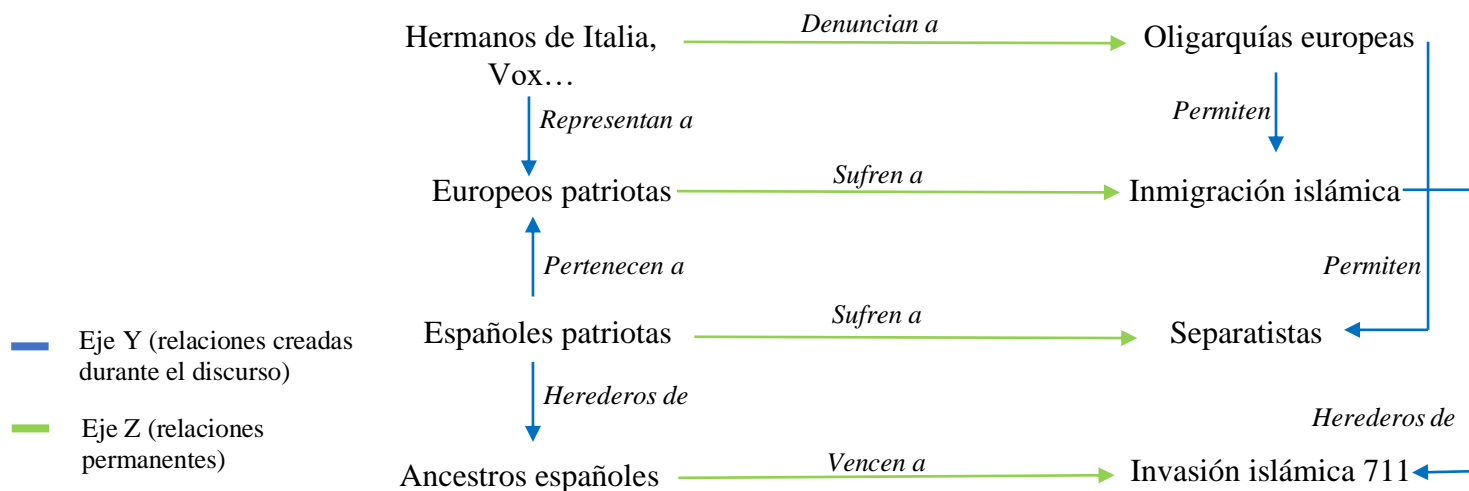 Hermanos de Italia,
Vox…
Denuncian a
Oligarquías europeas
Representan a
Permiten
Europeos patriotas
Sufren a
Inmigración islámica
Pertenecen a
Permiten
Españoles patriotas
Sufren a
Separatistas
Eje Y (relaciones creadas
durante el discurso)
Herederos de
Herederos de
Eje Z (relaciones
permanentes)
Ancestros españoles
Vencen a
Invasión islámica 711